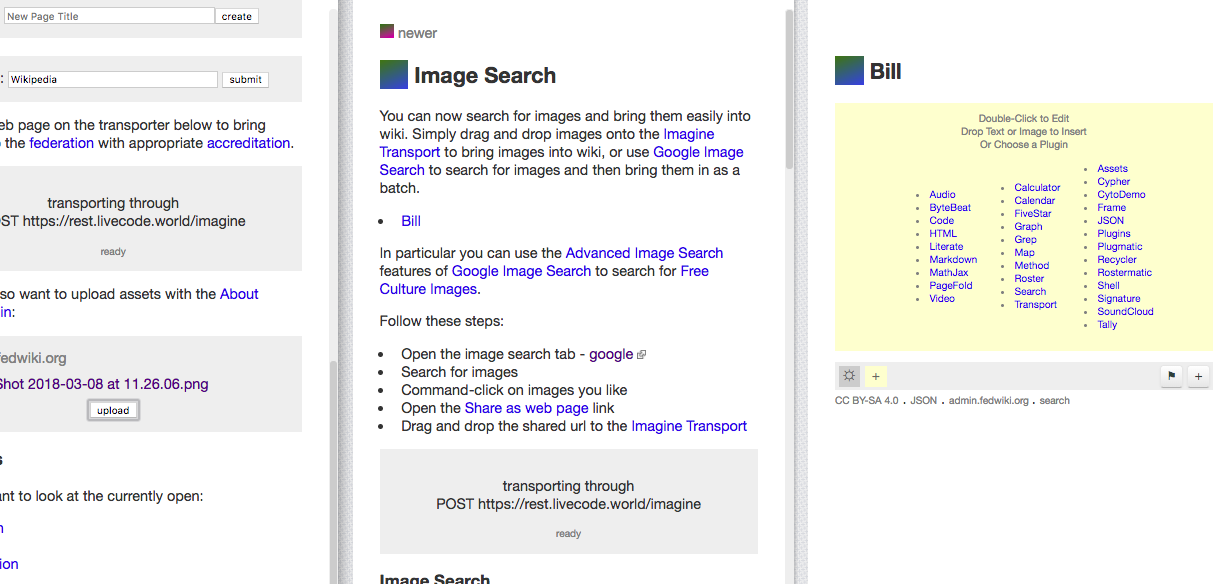 New Page Title
create
: Wikipedia
submit
eb page on the transporter below to bring
the federation with appropriate accreditation.
transporting through
ST https://rest.livecode.world/imagine
ready
so want to upload assets with the About
in:
fedwiki.org
Shot 2018-03-08 at 11.26.06.png
upload
s
ant to look at the currently open:
n
ion
newer
Image Search
You can now search for images and bring them easily into
wiki. Simply drag and drop images onto the Imagine
Transport to bring images into wiki, or use Google Image
Search to search for images and then bring them in as a
batch.
• Bill
In particular you can use the Advanced Image Search
features of Google Image Search to search for Free
Culture Images.
Follow these steps:
• Open the image search tab - google
• Search for images
• Command-click on images you like
• Open the Share as web page link
• Drag and drop the shared url to the Imagine Transport
transporting through
POST https://rest.livecode.world/imagine
ready
Image Search
Bill
Double-Click to Edit
Drop Text or Image to Insert
Or Choose a Plugin
• Audio
• ByteBeat
• Code
• HTML
• Literate
• Markdown
• MathJax
• PageFold
• Video
• Calculator
• Calendar
• FiveStar
• Graph
• Grep
• Map
• Method
• Roster
• Search
• Transport
• Assets
• Cypher
• CytoDemo
• Frame
• JSON
• Plugins
• Plugmatic
• Recycler
• Rostermatic
• Shell
• Signature
• SoundCloud
• Tally
+
+
CC BY-SA 4.0 . JSON . admin.fedwiki.org . search